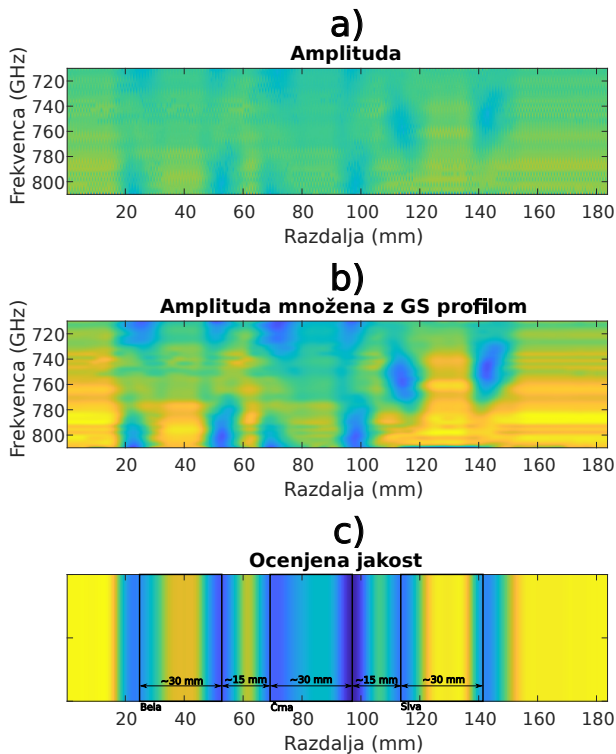 a)
Amplituda
Frekvenca (GHz)
720
740
760
780
800
20 40 60 80 100 120 140 160 180
Razdalja (mm)
b)
Amplituda množena z GS profilom
Frekvenca (GHz)
720
740
760
780
800
20 40 60 80 100 120 140 160 180
Razdalja (mm)
c)
Ocenjena jakost
~30 mm ~15 mm ~30 mm ~15 mm ~30 mm
Bela Črna Siva
20 40 60 80 100 120 140 160 180
Razdalja (mm)